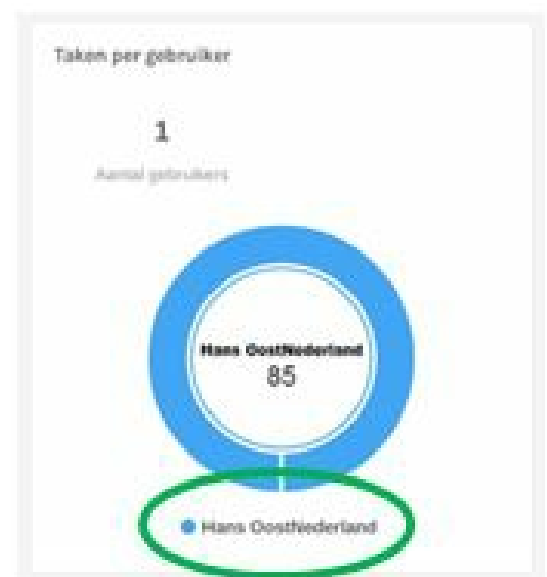 Taken per gebruiker
1
Aantal gebruikers
Hans OostNederland
85
Hans OostNederland